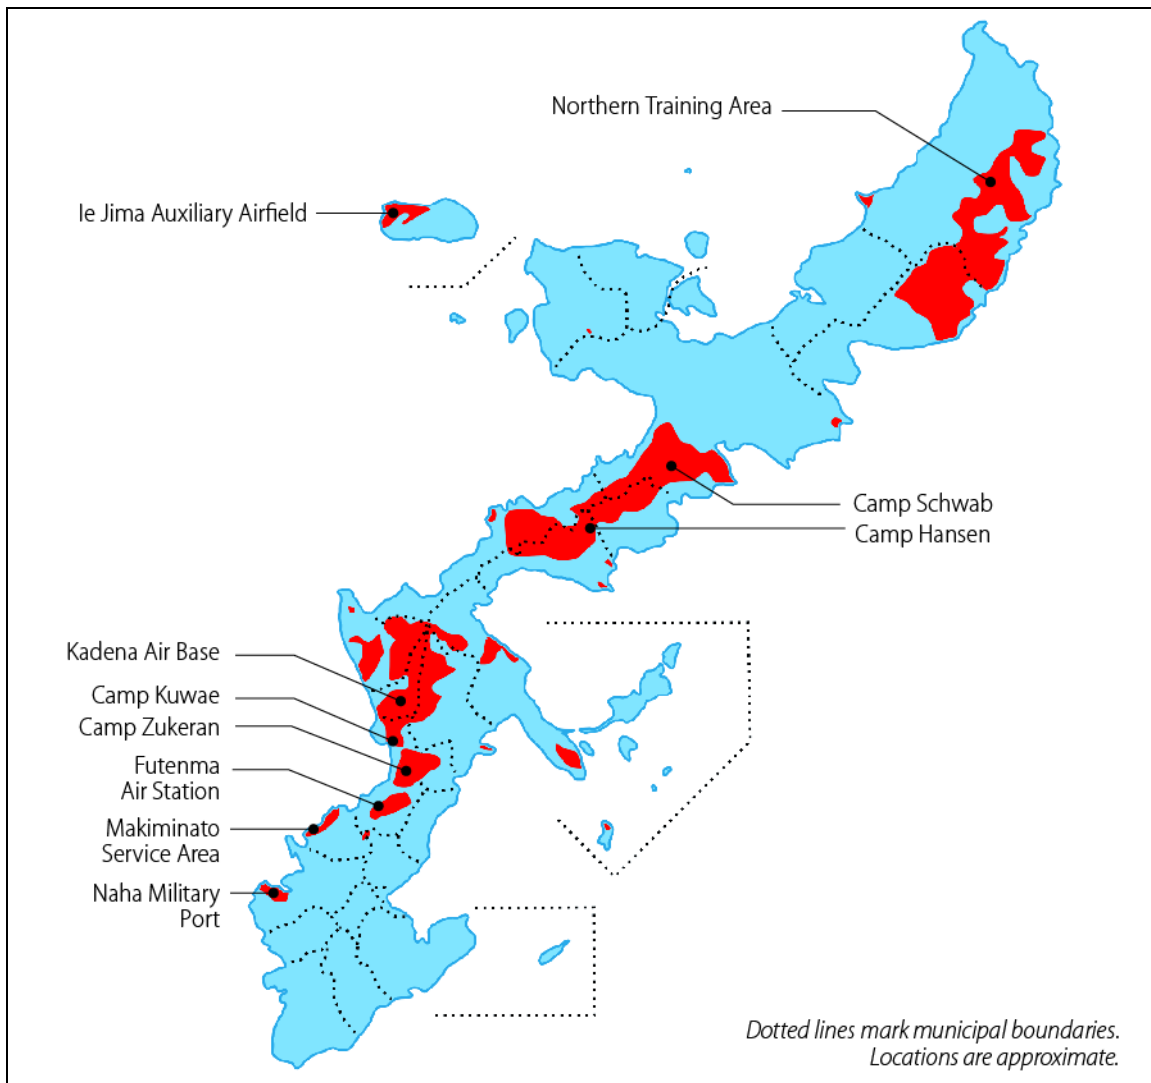 Northern Training Area
Ie Jima Auxiliary Airfield
Camp Schwab
Camp Hansen
Kadena Air Base
Camp Kuwae
Camp Zukeran
Futenma
Air Station
Makiminato
Service Area
Naha Military
Port
Dotted lines mark municipal boundaries.
Locations are approximate.